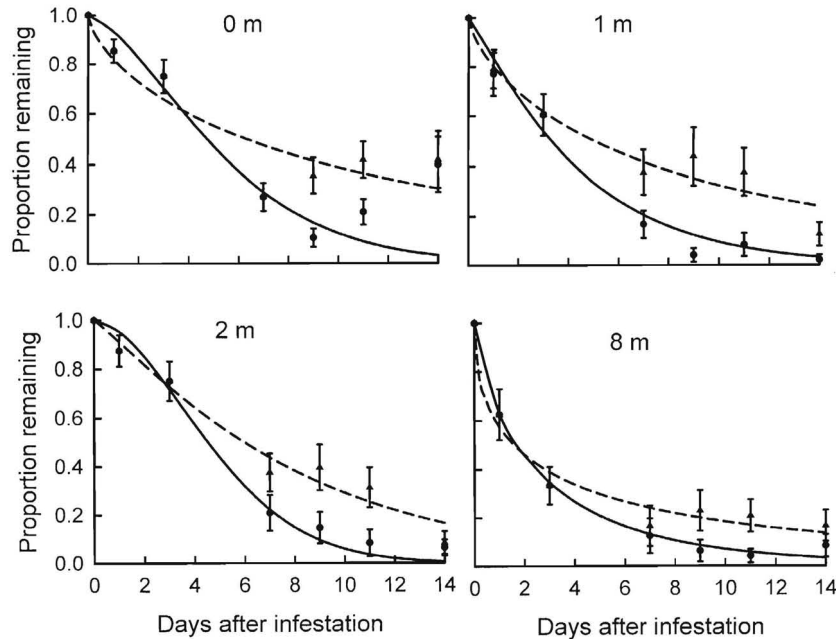 0 m
1 m
Proportion remaining
1.0
0.8
0.6
0.4
0.2
0.0
2 m
8 m
Proportion remaining
1.0
0.8
0.6
0.4
0.2
0.0
0 2 4 6 8 10 12 14
0 2 4 6 8 10 12 14
Days after infestation
Days after infestation